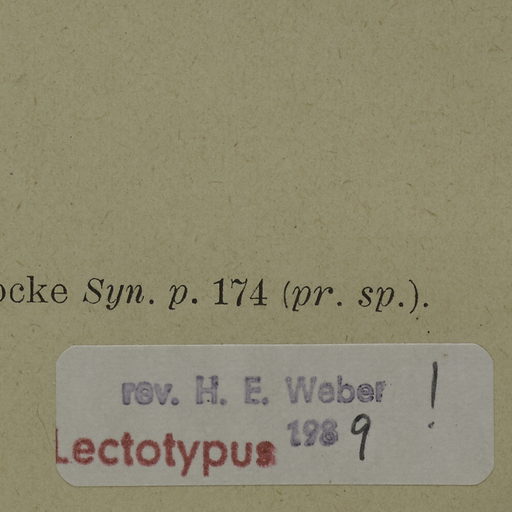 ocke Syn. p. 174 (pr. sp.).
rev. H. E. Weber !
1989
Lectotypus